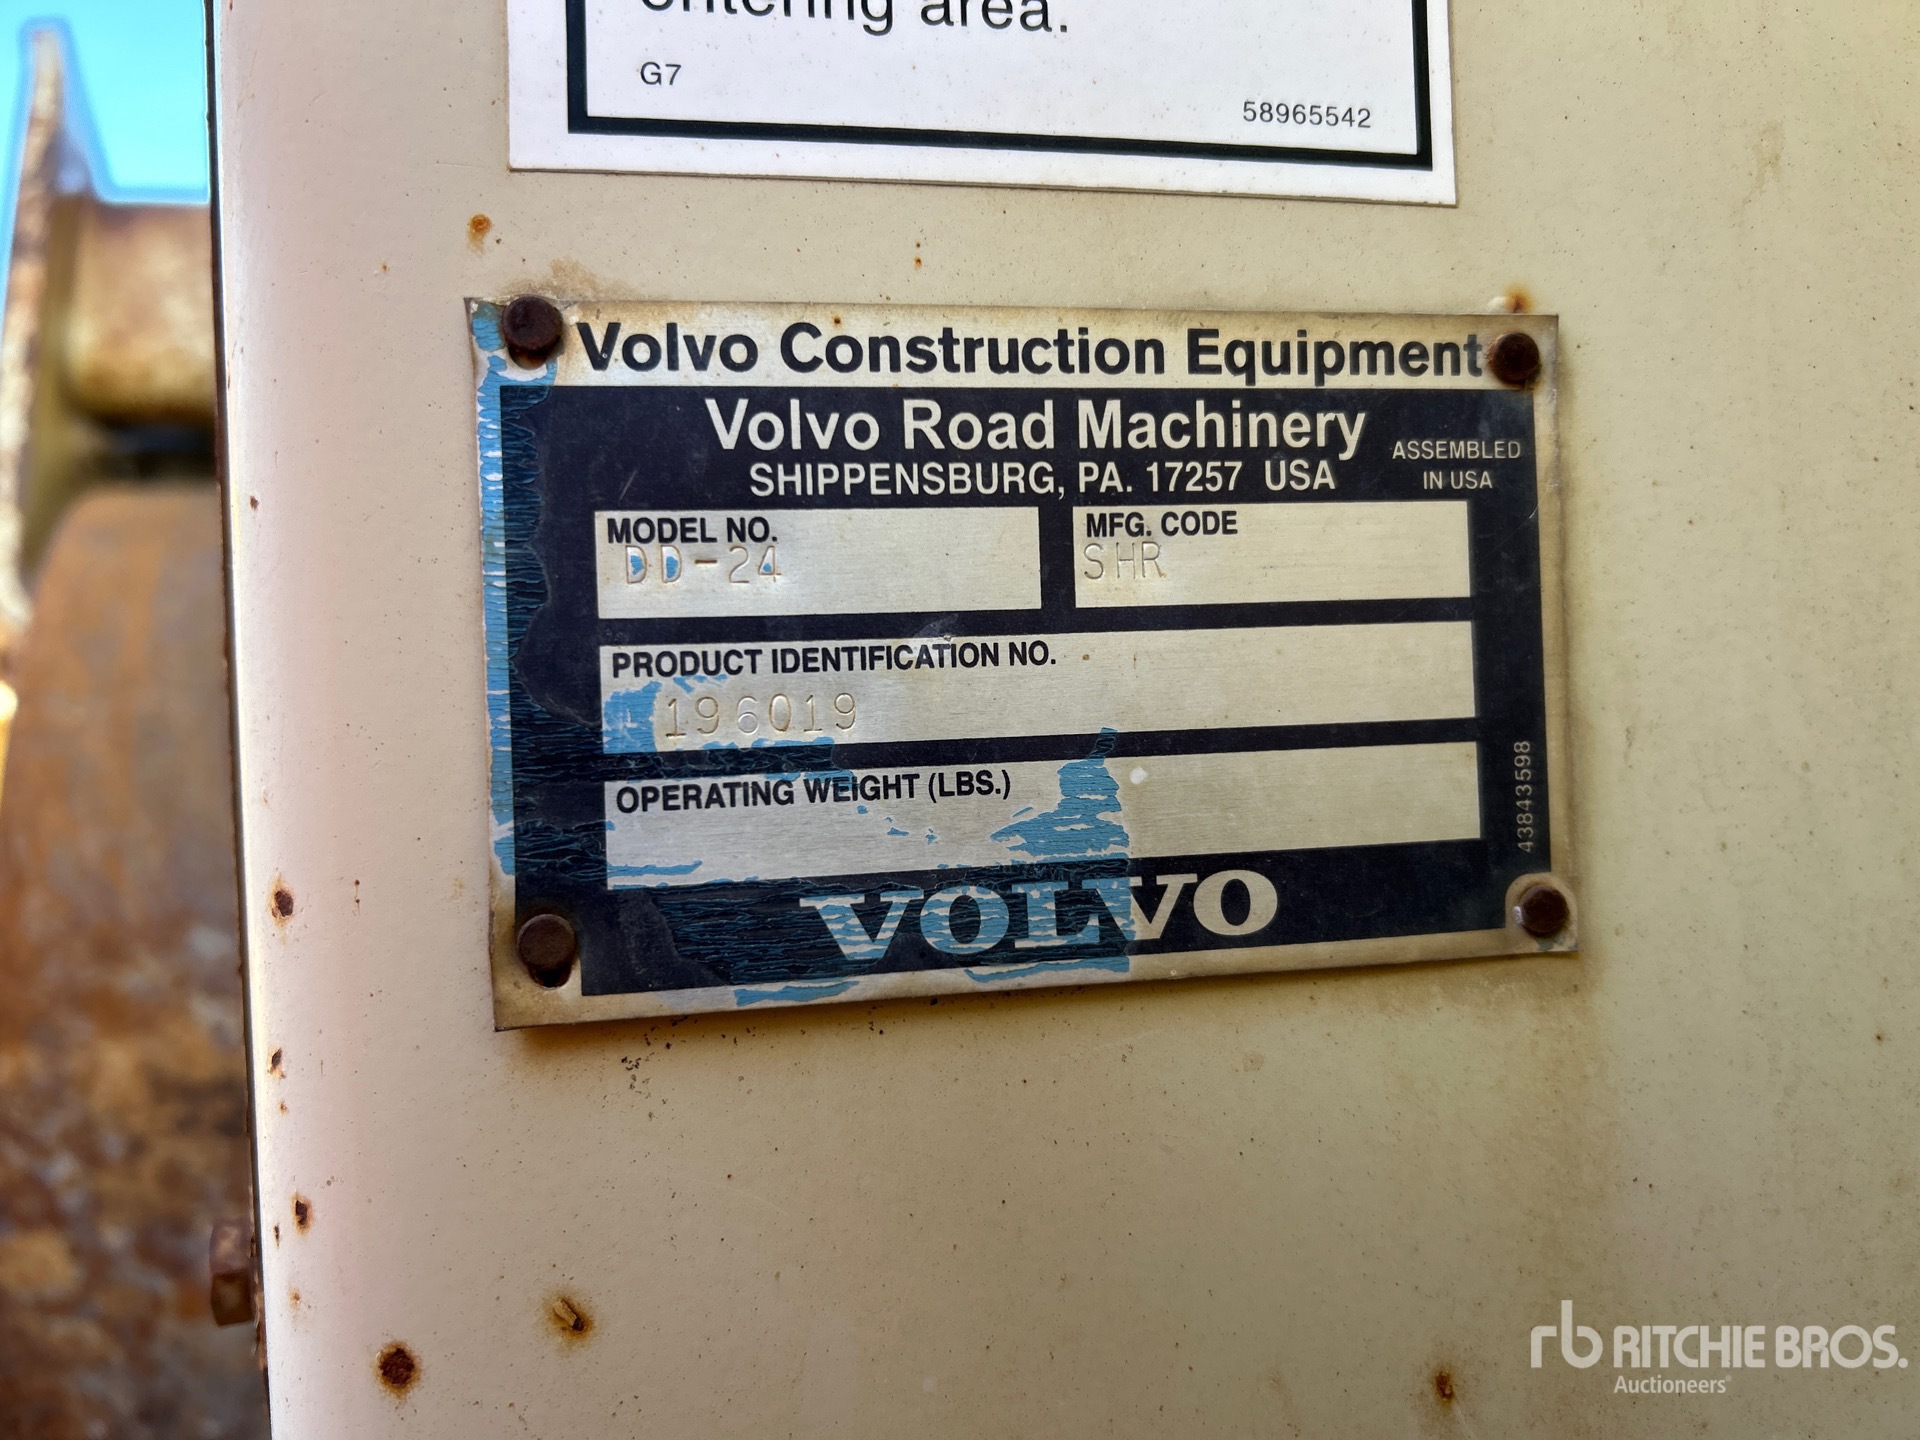 entering area.
G7
58965542
Volvo Construction Equipment
Volvo Road Machinery
SHIPPENSBURG, PA. 17257 USA
ASSEMBLED
IN USA
MODEL NO.
DD-24
MFG. CODE
SHR
PRODUCT IDENTIFICATION NO.
196019
OPERATING WEIGHT (LBS.)
43843598
VOLVO
rb RITCHIE BROS.
Auctioneers